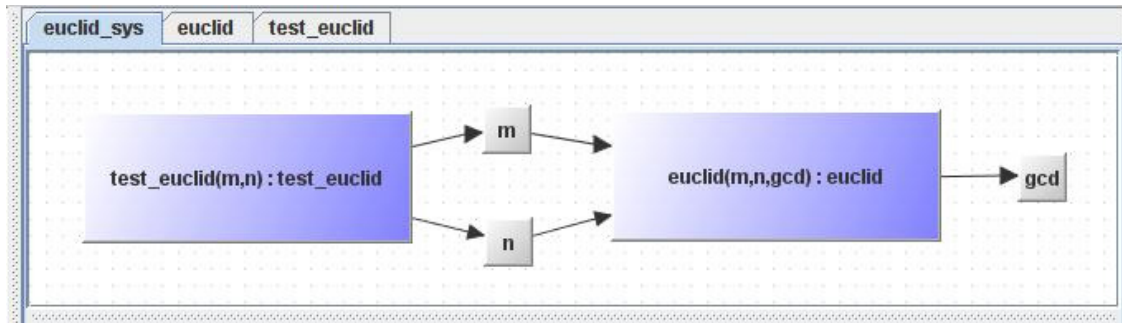 euclid_sys euclid test_euclid
m
test_euclid(m,n) : test_euclid euclid(m,n,gcd) : euclid gcd
n